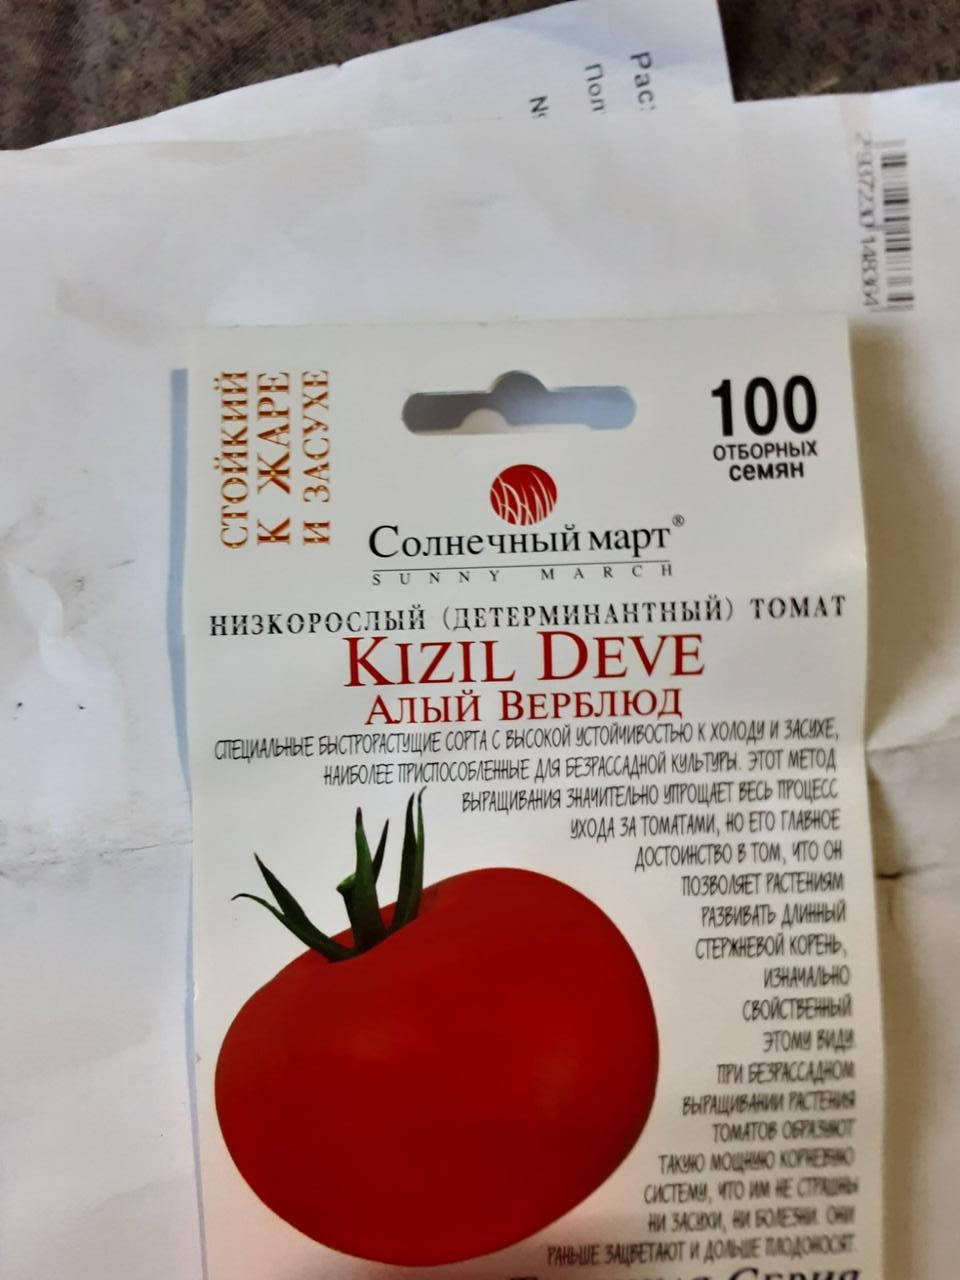 Рас
Пол
№
2937220148064
СТОЙКИЙ
К ЖАРЕ
И ЗАСУХЕ
100
ОТБОРНЫХ
семян
Солнечный март®
SUNNY MARCH
НИЗКОРОСЛЫЙ (ДЕТЕРМИНАНТНЫЙ) ТОМАТ
KIZIL DEVE
АЛЫЙ ВЕРБЛЮД
СПЕЦИАЛЬНЫЕ БЫСТРОРАСТУЩИЕ СОРТА С ВЫСОКОЙ УСТОЙЧИВОСТЬЮ К ХОЛОДУ И ЗАСУХЕ,
НАИБОЛЕЕ ПРИСПОСОБЛЕННЫЕ ДЛЯ БЕЗРАССАДНОЙ КУЛЬТУРЫ. ЭТОТ МЕТОД
ВЫРАЩИВАНИЯ ЗНАЧИТЕЛЬНО УПРОЩАЕТ ВЕСЬ ПРОЦЕСС
УХОДА ЗА ТОМАТАМИ, НО ЕГО ГЛАВНОЕ
ДОСТОИНСТВО В ТОМ, ЧТО ОН
ПОЗВОЛЯЕТ РАСТЕНИЯМ
РАЗВИВАТЬ ДЛИННЫЙ
СТЕРЖНЕВОЙ КОРЕНЬ,
ИЗНАЧАЛЬНО
СВОЙСТВЕННЫЙ
ЭТОМУ ВИДУ.
ПРИ БЕЗРАССАДНОМ
ВЫРАЩИВАНИИ РАСТЕНИЯ
ТОМАТОВ ОБРАЗУЮТ
ТАКУЮ МОЩНУЮ КОРНЕВУЮ
СИСТЕМУ, ЧТО ИМ НЕ СТРАШНЫ
НИ ЗАСУХИ, НИ БОЛЕЗНИ. ОНИ
РАНЬШЕ ЗАЦВЕТАЮТ И ДОЛЬШЕ ПЛОДОНОСЯТ.
СЕРИЯ